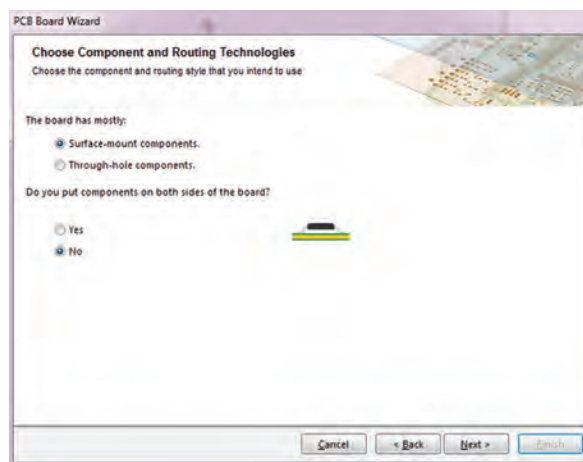 PCB Board Wizard
Choose Component and Routing Technologies
Choose the component and routing style that you intend to use
The board has mostly:
Surface-mount components.
Through-hole components.
Do you put components on both sides of the board?
Yes
No
Cancel
< Back
Next >
Finish